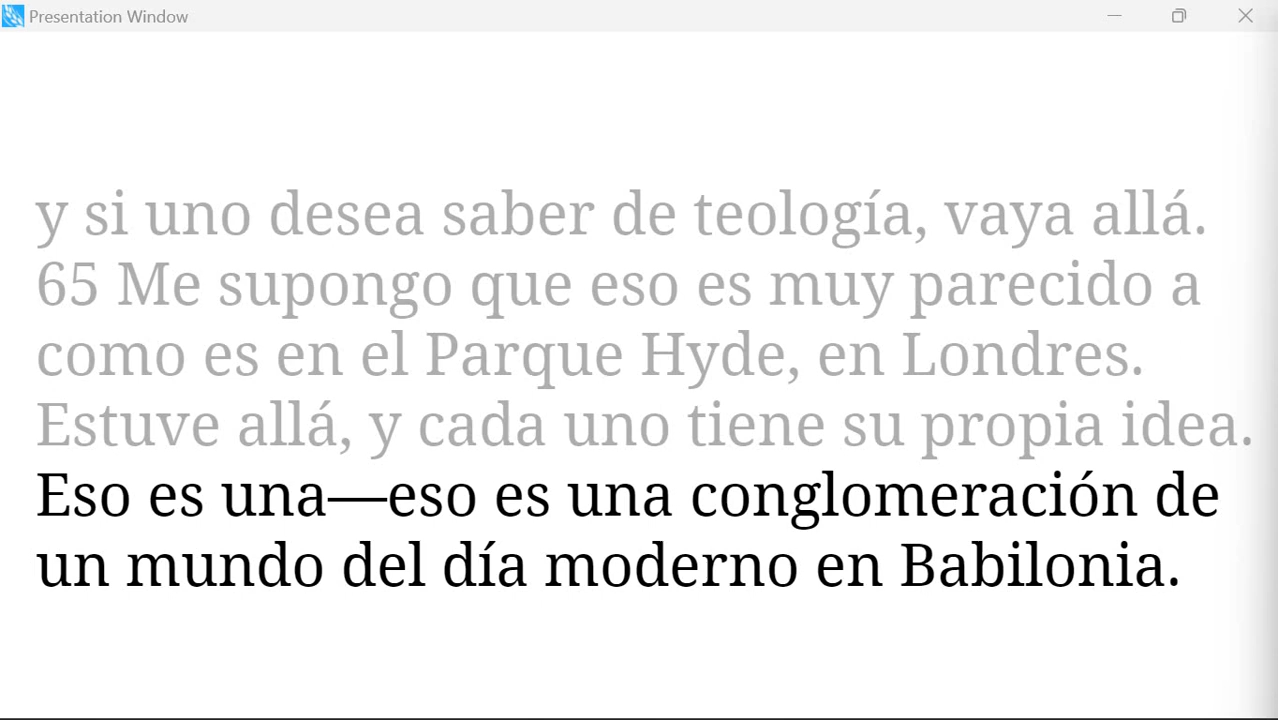 Presentation Window
y si uno desea saber de teología, vaya allá.
65 Me supongo que eso es muy parecido a
como es en el Parque Hyde, en Londres.
Estuve allá, y cada uno tiene su propia idea.
Eso es una—eso es una conglomeración de
un mundo del día moderno en Babilonia.